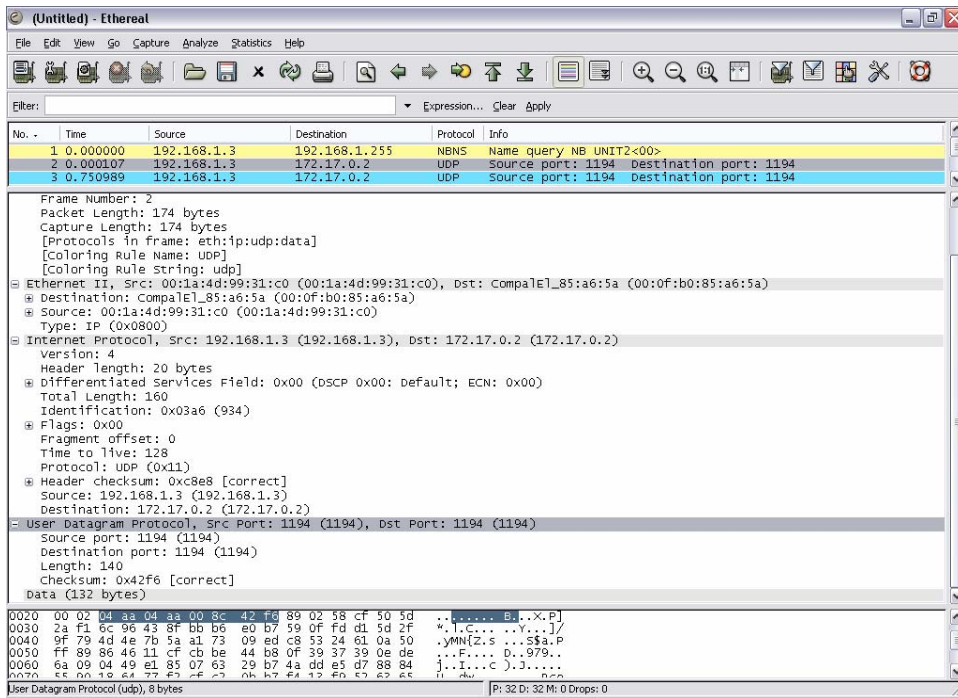 (Untitled) - Ethereal
File Edit View Go Capture Analyze Statistics Help
Filter: Expression... Clear Apply
No. - Time Source Destination Protocol Info
1 0.000000 192.168.1.3 192.168.1.255 NBNS Name query NB UNIT2<00>
2 0.000107 192.168.1.3 172.17.0.2 UDP Source port: 1194 Destination port: 1194
3 0.750989 192.168.1.3 172.17.0.2 UDP Source port: 1194 Destination port: 1194
Frame Number: 2
Packet Length: 174 bytes
Capture Length: 174 bytes
[Protocols in frame: eth:ip:udp:data]
[Coloring Rule Name: UDP]
[Coloring Rule String: udp]
Ethernet II, Src: 00:1a:4d:99:31:c0 (00:1a:4d:99:31:c0), Dst: CompalEl_85:a6:5a (00:0f:b0:85:a6:5a)
Destination: CompalEl_85:a6:5a (00:0f:b0:85:a6:5a)
Source: 00:1a:4d:99:31:c0 (00:1a:4d:99:31:c0)
Type: IP (0x0800)
Internet Protocol, Src: 192.168.1.3 (192.168.1.3), Dst: 172.17.0.2 (172.17.0.2)
Version: 4
Header length: 20 bytes
Differentiated Services Field: 0x00 (DSCP 0x00: Default; ECN: 0x00)
Total Length: 160
Identification: 0x03a6 (934)
Flags: 0x00
Fragment offset: 0
Time to live: 128
Protocol: UDP (0x11)
Header checksum: 0xc8e8 [correct]
Source: 192.168.1.3 (192.168.1.3)
Destination: 172.17.0.2 (172.17.0.2)
User Datagram Protocol, Src Port: 1194 (1194), Dst Port: 1194 (1194)
Source port: 1194 (1194)
Destination port: 1194 (1194)
Length: 140
Checksum: 0x42f6 [correct]
Data (132 bytes)
0020 00 02 04 aa 04 aa 00 8c 42 f6 89 02 58 cf 50 5d ........ B...X.P]
0030 2a f1 6c 96 43 8f bb b6 e0 b7 59 0f fd d1 5d 2f *.l.C... ..Y...]/
0040 9f 79 4d 4e 7b 5a a1 73 09 ed c8 53 24 61 0a 50 .yMN{Z.s ...S$a.P
0050 ff 89 86 46 11 cf cb be 44 b8 0f 39 37 39 0e de ...F.... D..979..
0060 6a 09 04 49 e1 85 07 63 29 b7 4a dd e5 d7 88 84 j..I...c ).J.....
User Datagram Protocol (udp), 8 bytes P: 32 D: 32 M: 0 Drops: 0